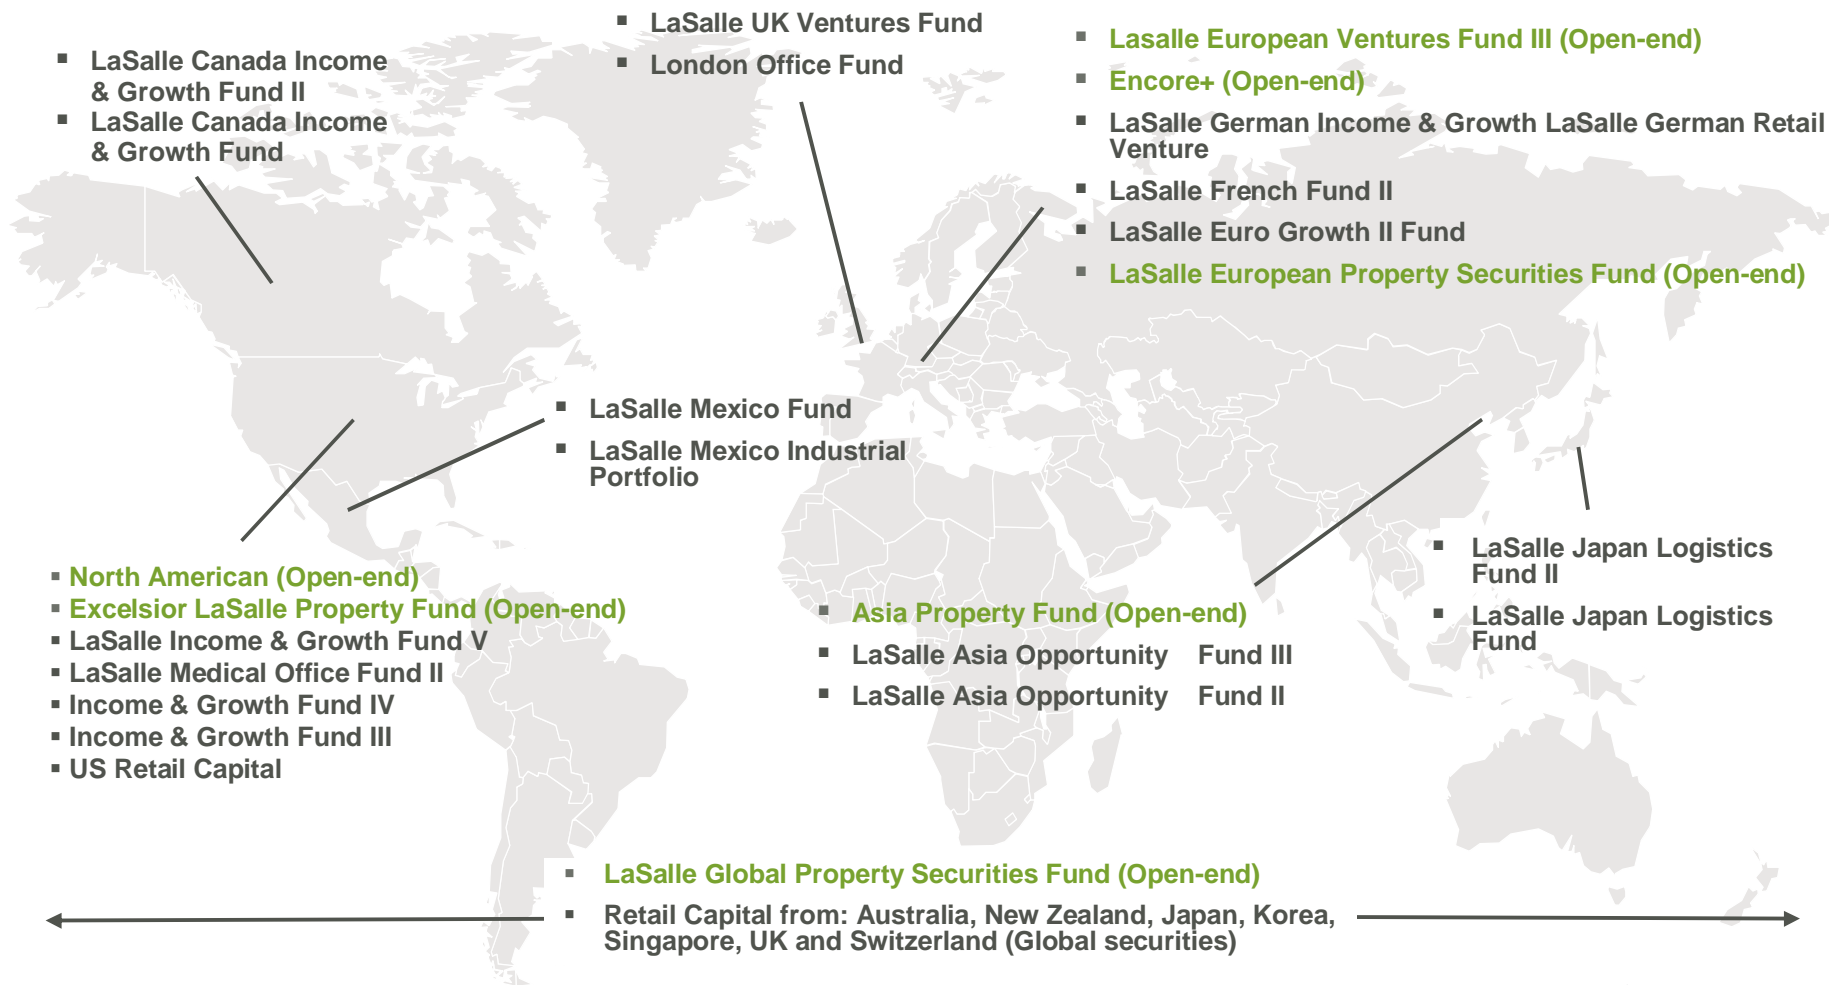 ▪ LaSalle Canada Income
& Growth Fund II
▪ LaSalle Canada Income
& Growth Fund
▪ LaSalle UK Ventures Fund
▪ London Office Fund
▪ Lasalle European Ventures Fund III (Open-end)
▪ Encore+ (Open-end)
▪ LaSalle German Income & Growth LaSalle German Retail
Venture
▪ LaSalle French Fund II
▪ LaSalle Euro Growth II Fund
▪ LaSalle European Property Securities Fund (Open-end)
▪ LaSalle Mexico Fund
▪ LaSalle Mexico Industrial
Portfolio
▪ North American (Open-end)
▪ Excelsior LaSalle Property Fund (Open-end)
▪ LaSalle Income & Growth Fund V
▪ LaSalle Medical Office Fund II
▪ Income & Growth Fund IV
▪ Income & Growth Fund III
▪ US Retail Capital
▪ Asia Property Fund (Open-end)
▪ LaSalle Asia Opportunity Fund III
▪ LaSalle Asia Opportunity Fund II
▪ LaSalle Japan Logistics
Fund II
▪ LaSalle Japan Logistics
Fund
▪ LaSalle Global Property Securities Fund (Open-end)
▪ Retail Capital from: Australia, New Zealand, Japan, Korea,
Singapore, UK and Switzerland (Global securities)